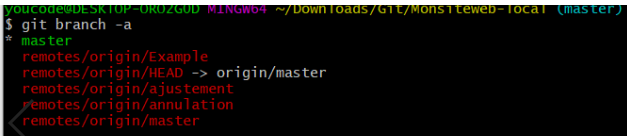 youcode@DESKTOP-ORO2G0D MINGW64 ~/Downloads/Git/Monsiteweb-local (master)
$ git branch -a
* master
remotes/origin/Example
remotes/origin/HEAD -> origin/master
remotes/origin/ajustement
remotes/origin/annulation
remotes/origin/master